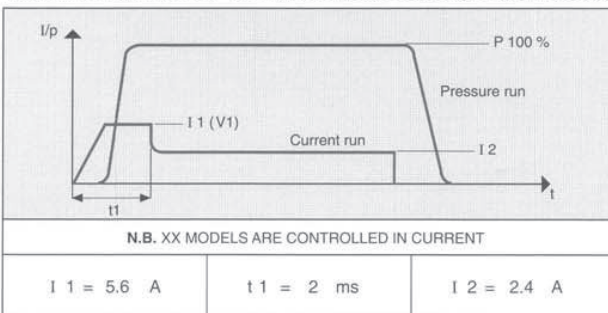 I/p
P 100 %
Pressure run
I 1 (V1)
Current run
I 2
t1
t
N.B. XX MODELS ARE CONTROLLED IN CURRENT
I 1 = 5.6 A
t 1 = 2 ms
I 2 = 2.4 A